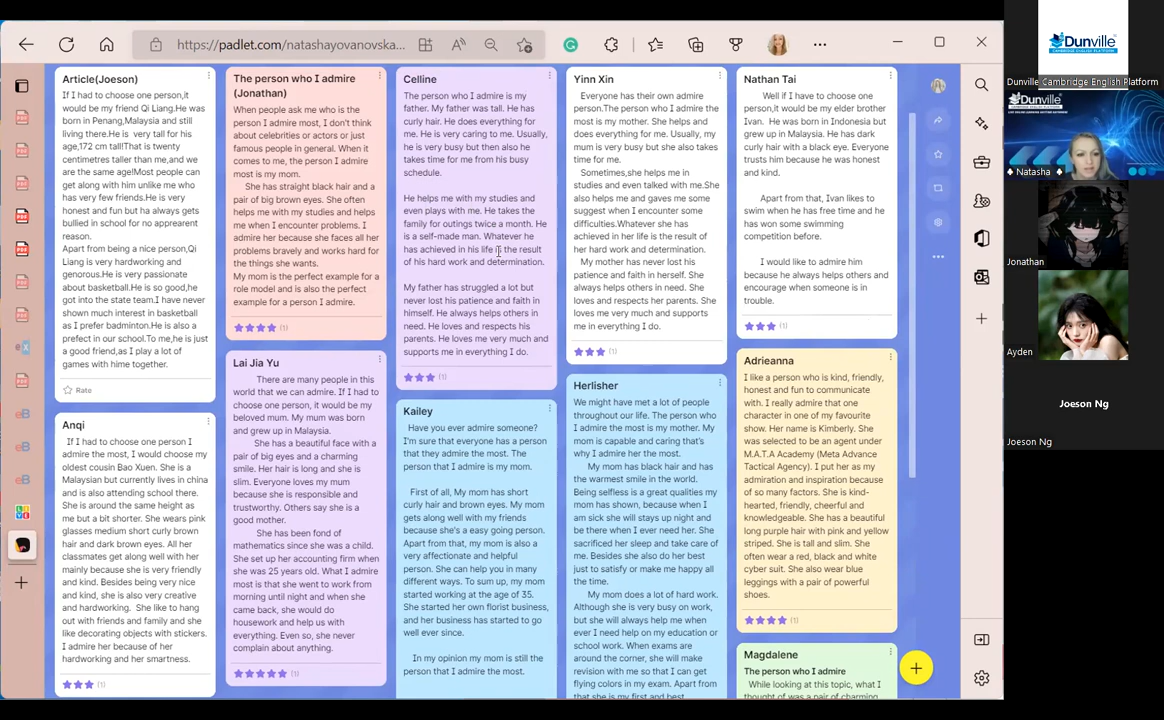 https://padlet.com/natashayovanovska...
Article(Joeson)
If I had to choose one person,it
would be my friend Qi Liang.He was
born in Penang,Malaysia and still
living there.He is  very tall for his
age,172 cm tall!That is twenty
centimetres taller than me,and we
are the same age!Most people can
get along with him unlike me who
has very few friends.He is very
honest and fun but ha always gets
bullied in school for no apprearent
reason.
Apart from being a nice person,Qi
Liang is very hardworking and
genorous.He is very passionate
about basketball.He is so good,he
got into the state team.I have never
shown much interest in basketball
as I prefer badminton.He is also a
prefect in our school.To me,he is just
a good friend,as I play a lot of
games with hime together.
Rate
Anqi
If I had to choose one person I
admire the most, I would choose my
oldest cousin Bao Xuen. She is a
Malaysian but currently lives in china
and is also attending school there.
She is around the same height as
me but a bit shorter. She wears pink
glasses medium short curly brown
hair and dark brown eyes. All her
classmates get along well with her
mainly because she is very friendly
and kind. Besides being very nice
and kind, she is also very creative
and hardworking.  She like to hang
out with friends and family and she
like decorating objects with stickers.
I admire her because of her
hardworking and her smartness.
(1)
The person who I admire
(Jonathan)
When people ask me who is the
person I admire most, I don't think
about celebrities or actors or just
famous people in general. When it
comes to me, the person I admire
most is my mom.
She has straight black hair and a
pair of big brown eyes. She often
helps me with my studies and helps
me when I encounter problems. I
admire her because she faces all her
problems bravely and works hard for
the things she wants.
My mom is the perfect example for a
role model and is also the perfect
example for a person I admire.
(1)
Lai Jia Yu
There are many people in this
world that we can admire. If I had to
choose one person, it would be my
beloved mum. My mum was born
and grew up in Malaysia.
She has a beautiful face with a
pair of big eyes and a charming
smile. Her hair is long and she is
slim. Everyone loves my mum
because she is responsible and
trustworthy. Others say she is a
good mother.
She has been fond of
mathematics since she was a child.
She set up her accounting firm when
she was 25 years old. What I admire
most is that she went to work from
morning until night and when she
came back, she would do
housework and help us with
everything. Even so, she never
complain about anything.
(1)
Celline
The person who I admire is my
father. My father was tall. He has
curly hair. He does everything for
me. He is very caring to me. Usually,
he is very busy but then also he
takes time for me from his busy
schedule.
He helps me with my studies and
even plays with me. He takes the
family for outings twice a month. He
is a self-made man. Whatever he
has achieved in his life is the result
of his hard work and determination.
My father has struggled a lot but
never lost his patience and faith in
himself. He always helps others in
need. He loves and respects his
parents. He loves me very much and
supports me in everything I do.
(1)
Kailey
Have you ever admire someone?
I'm sure that everyone has a person
that they admire the most. The
person that I admire is my mom.
First of all, My mom has short
curly hair and brown eyes. My mom
gets along well with my friends
because she's a easy going person.
Apart from that, my mom is also a
very affectionate and helpful
person. She can help you in many
different ways. To sum up, my mom
started working at the age of 35.
She started her own florist business,
and her business has started to go
well ever since.
In my opinion my mom is still the
person that I admire the most.
Yinn Xin
Everyone has their own admire
person.The person who I admire the
most is my mother. She helps and
does everything for me. Usually, my
mum is very busy but she also takes
time for me.
Sometimes,she helps me in
studies and even talked with me.She
also helps me and gaves me some
suggest when I encounter some
difficulties.Whatever she has
achieved in her life is the result of
her hard work and determination.
My mother has never lost his
patience and faith in herself. She
always helps others in need. She
loves and respects her parents. She
loves me very much and supports
me in everything I do.
(1)
Herlisher
We might have met a lot of people
throughout our life. The person who
I admire the most is my mother. My
mom is capable and caring that's
why I admire her the most.
My mom has black hair and has
the warmest smile in the world.
Being selfless is a great qualities my
mom has shown, because when I
am sick she will stays up night and
be there when I ever need her. She
sacrificed her sleep and take care of
me. Besides she also do her best
just to satisfy or make me happy all
the time.
My mom does a lot of hard work.
Although she is very busy on work,
but she will always help me when
ever I need help on my education or
school work. When exams are
around the corner, she will make
revision with me so that I can get
flying colors in my exam. Apart from
that she is my first and best
Nathan Tai
Well if I have to choose one
person,it would be my elder brother
Ivan.  He was born in Indonesia but
grew up in Malaysia. He has dark
curly hair with a black eye. Everyone
trusts him because he was honest
and kind.
Apart from that, Ivan likes to
swim when he has free time and he
has won some swimming
competition before.
I would like to admire him
because he always helps others and
encourage when someone is in
trouble.
(1)
Adrieanna
I like a person who is kind, friendly,
honest and fun to communicate
with. I really admire that one
character in one of my favourite
show. Her name is Kimberly. She
was selected to be an agent under
M.A.T.A Academy (Meta Advance
Tactical Agency). I put her as my
admiration and inspiration because
of so many factors. She is kind-
hearted, friendly, cheerful and
knowledgeable. She has a beautiful
long purple hair with pink and yellow
striped. She is tall and slim. She
often wear a red, black and white
cyber suit. She also wear blue
leggings with a pair of powerful
shoes.
(1)
Magdalene
The person who I admire
While looking at this topic, what I
thought of was a pair of charming
Dunville
CAMBRIDGE ENGLISH PLATFORM
Dunville Cambridge English Platform
Dunville
Natasha
Jonathan
Ayden
Joeson Ng
Joeson Ng